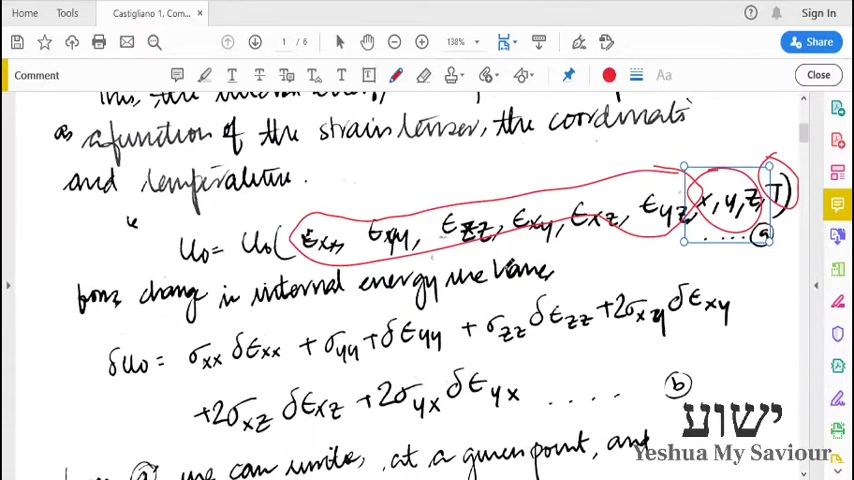 Home Tools Castigliano 1, Com... × Sign In
1 / 6 138% Share
Comment Aa Close
as a function of the strain tensor, the coordinats
and temperature.
U₀ = U₀( ϵxx, ϵyy, ϵzz, ϵxy, ϵxz, ϵyz, x, y, z, T)
.... (a)
change in internal energy we have,
δU₀ = σxx δϵxx + σyy + δϵyy + σzz δϵzz + 2σxy δϵxy
+2σxz δϵxz + 2σyx δϵyx ..... (b)
ישוע
(a) we can write, at a given point, and
Yeshua My Saviour